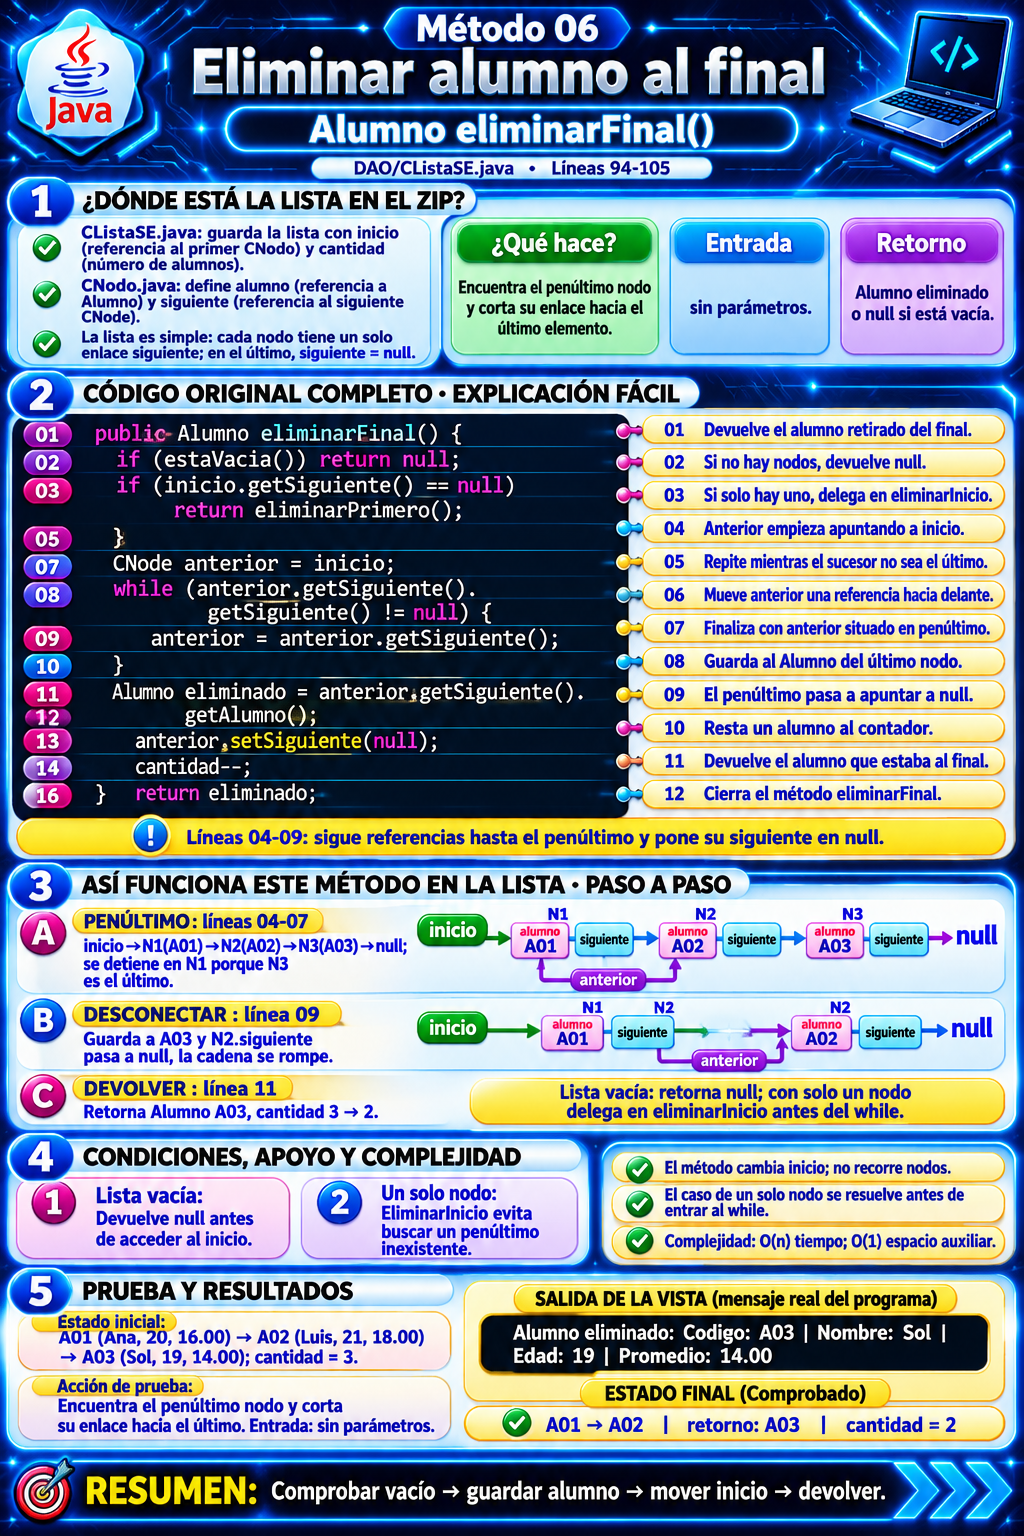 Java
Método 06
Eliminar alumno al final
Alumno eliminarFinal()
DAO/CListaSE.java • Líneas 94-105
</>
1 ¿DÓNDE ESTÁ LA LISTA EN EL ZIP?
CListaSE.java: guarda la lista con inicio
(referencia al primer CNodo) y cantidad
(número de alumnos).
CNodo.java: define alumno (referencia a
Alumno) y siguiente (referencia al siguiente
CNode).
La lista es simple: cada nodo tiene un solo
enlace siguiente; en el último, siguiente = null.
¿Qué hace?
Encuentra el penúltimo nodo
y corta su enlace hacia el
último elemento.
Entrada
sin parámetros.
Retorno
Alumno eliminado
o null si está vacía.
2 CÓDIGO ORIGINAL COMPLETO • EXPLICACIÓN FÁCIL
01 public Alumno eliminarFinal() {
02 if (estaVacia()) return null;
03 if (inicio.getSiguiente() == null)
return eliminarPrimero();
05 }
07 CNode anterior = inicio;
08 while (anterior.getSiguiente().
getSiguiente() != null) {
09 anterior = anterior.getSiguiente();
10 }
11 Alumno eliminado = anterior.getSiguiente().
12 getAlumno();
13 anterior.setSiguiente(null);
14 cantidad--;
16 } return eliminado;
01 Devuelve el alumno retirado del final.
02 Si no hay nodos, devuelve null.
03 Si solo hay uno, delega en eliminarInicio.
04 Anterior empieza apuntando a inicio.
05 Repite mientras el sucesor no sea el último.
06 Mueve anterior una referencia hacia delante.
07 Finaliza con anterior situado en penúltimo.
08 Guarda al Alumno del último nodo.
09 El penúltimo pasa a apuntar a null.
10 Resta un alumno al contador.
11 Devuelve el alumno que estaba al final.
12 Cierra el método eliminarFinal.
! Líneas 04-09: sigue referencias hasta el penúltimo y pone su siguiente en null.
3 ASÍ FUNCIONA ESTE MÉTODO EN LA LISTA • PASO A PASO
A PENÚLTIMO: líneas 04-07
inicio→N1(A01)→N2(A02)→N3(A03)→null;
se detiene en N1 porque N3
es el último.
N1 N2 N3
inicio alumno A01 siguiente alumno A02 siguiente alumno A03 siguiente null
anterior
B DESCONECTAR : línea 09
Guarda a A03 y N2.siguiente
pasa a null, la cadena se rompe.
N1 N2 N2
inicio alumno A01 siguiente alumno A02 siguiente null
anterior
C DEVOLVER : línea 11
Retorna Alumno A03, cantidad 3 → 2.
Lista vacía: retorna null; con solo un nodo
delega en eliminarInicio antes del while.
4 CONDICIONES, APOYO Y COMPLEJIDAD
1 Lista vacía:
Devuelve null antes
de acceder al inicio.
2 Un solo nodo:
EliminarInicio evita
buscar un penúltimo
inexistente.
El método cambia inicio; no recorre nodos.
El caso de un solo nodo se resuelve antes de
entrar al while.
Complejidad: O(n) tiempo; O(1) espacio auxiliar.
5 PRUEBA Y RESULTADOS
Estado inicial:
A01 (Ana, 20, 16.00) → A02 (Luis, 21, 18.00)
→ A03 (Sol, 19, 14.00); cantidad = 3.
Acción de prueba:
Encuentra el penúltimo nodo y corta
su enlace hacia el último. Entrada: sin parámetros.
SALIDA DE LA VISTA (mensaje real del programa)
Alumno eliminado: Codigo: A03 | Nombre: Sol |
Edad: 19 | Promedio: 14.00
ESTADO FINAL (Comprobado)
A01 → A02 | retorno: A03 | cantidad = 2
RESUMEN: Comprobar vacío → guardar alumno → mover inicio → devolver.